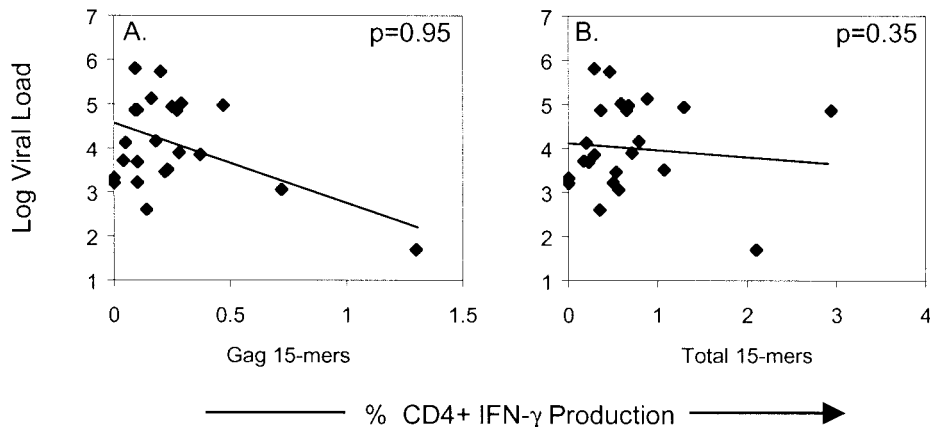 A.
p=0.95
B.
p=0.35
Log Viral Load
7
6
5
4
3
2
1
0
0.5
1
1.5
Gag 15-mers
7
6
5
4
3
2
1
0
1
2
3
4
Total 15-mers
% CD4+ IFN-γ Production